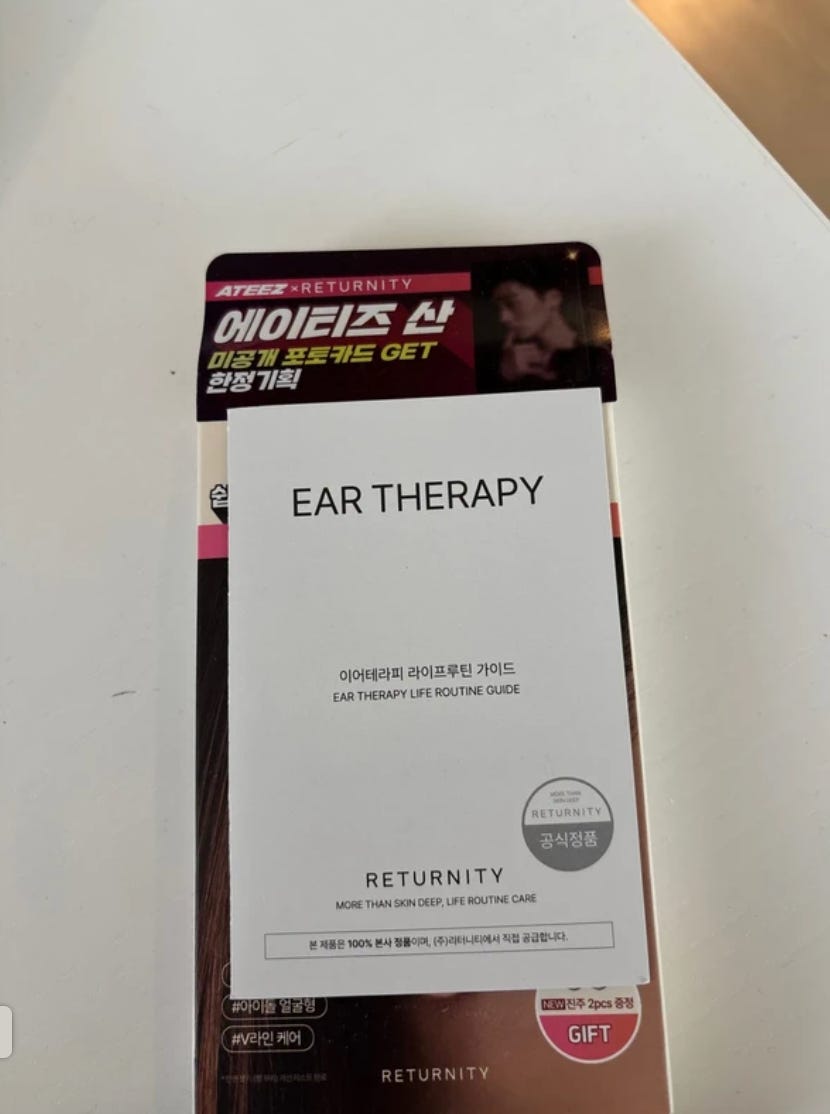 ATEEZ × RETURNITY
에이티즈 산
미공개 포토카드 GET
한정기획
EAR THERAPY
이어테라피 라이프루틴 가이드
EAR THERAPY LIFE ROUTINE GUIDE
MORE THAN
SKIN DEEP
RETURNITY
공식정품
RETURNITY
MORE THAN SKIN DEEP, LIFE ROUTINE CARE
본 제품은 100% 본사 정품이며, (주)리터니티에서 직접 공급합니다.
#아이돌 얼굴형
#V라인 케어
NEW 진주 2pcs 증정
GIFT
RETURNITY